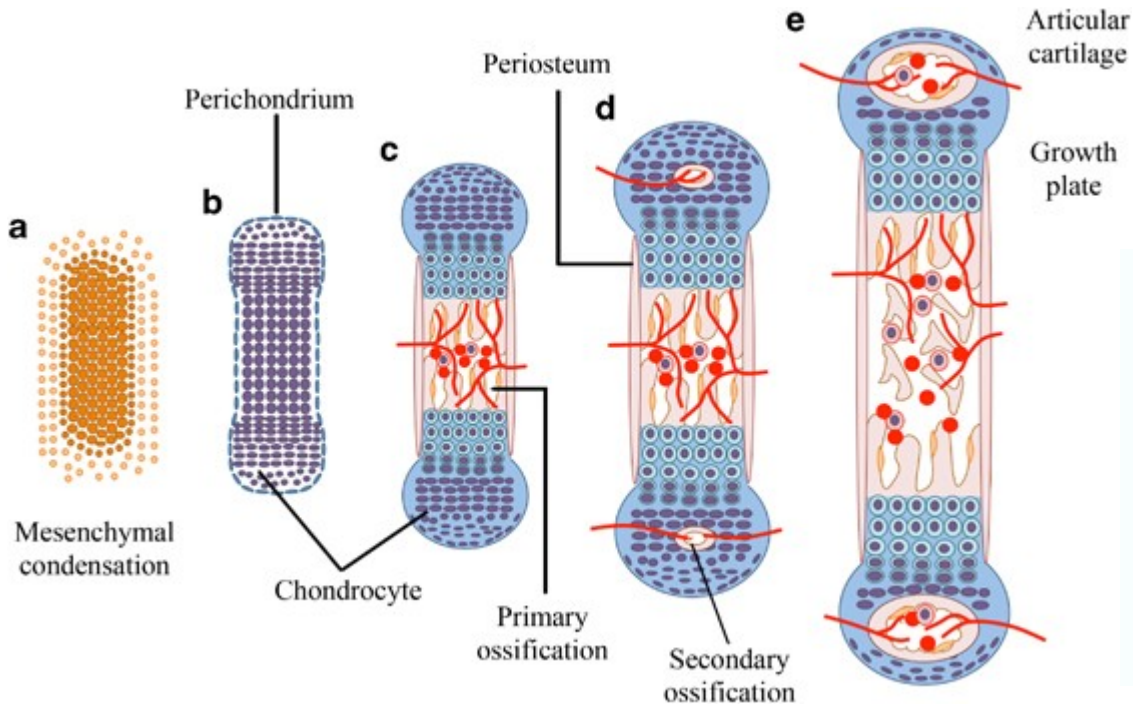 a
Mesenchymal
condensation
b
Perichondrium
Chondrocyte
c
Primary
ossification
Periosteum
d
Secondary
ossification
e
Articular
cartilage
Growth
plate